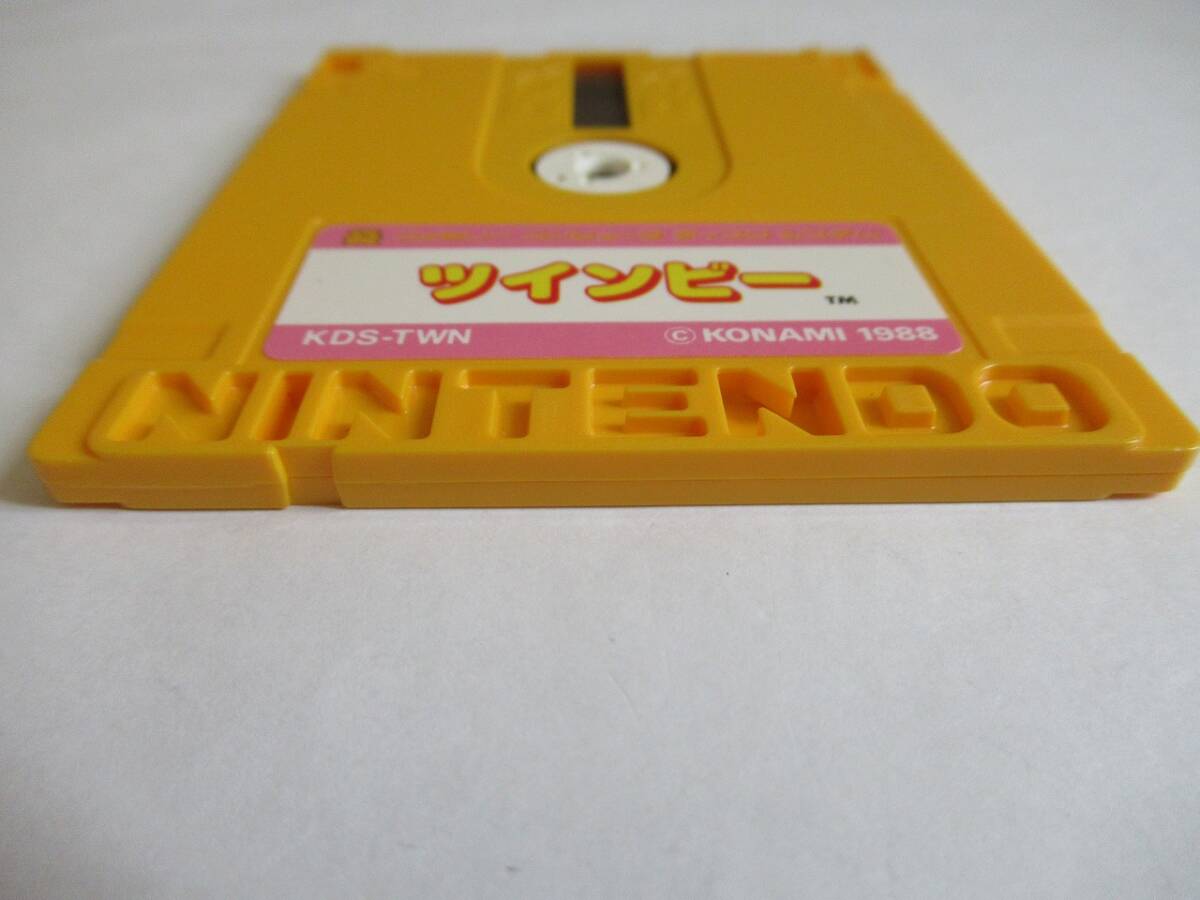 ツインビー
TM
KDS-TWN © KONAMI 1988
NINTENDO